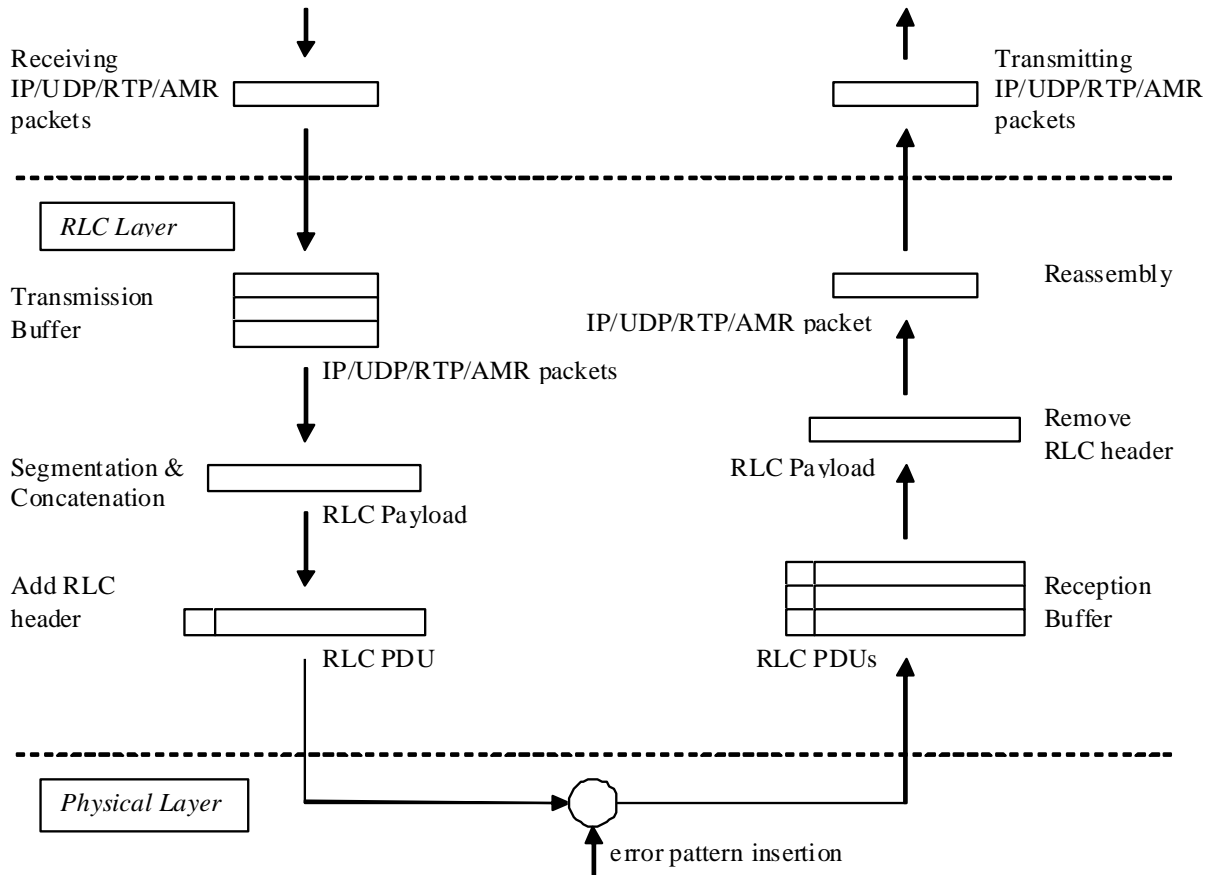 Receiving
IP/UDP/RTP/AMR
packets
Transmitting
IP/UDP/RTP/AMR
packets
RLC Layer
Transmission
Buffer
IP/UDP/RTP/AMR packets
Segmentation &
Concatenation
RLC Payload
Add RLC
header
RLC PDU
Reassembly
IP/UDP/RTP/AMR packet
Remove
RLC header
RLC Payload
Reception
Buffer
RLC PDUs
Physical Layer
error pattern insertion